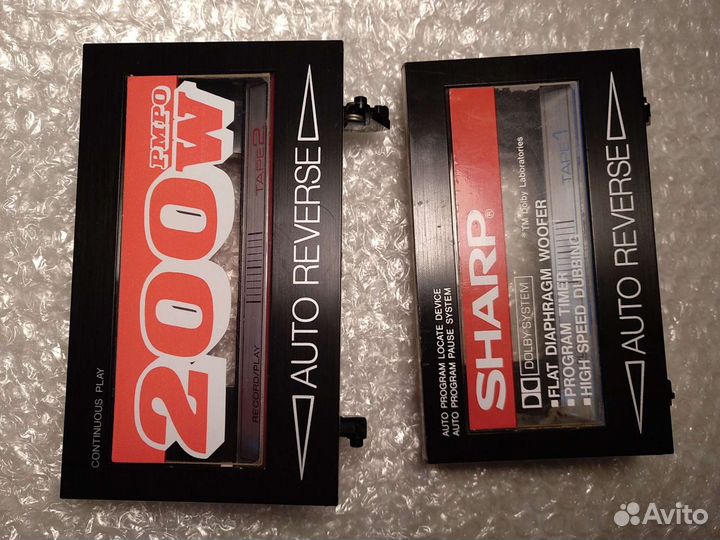 CONTINUOUS PLAY
200W
PMPO
RECORD/PLAY
TAPE 2
AUTO REVERSE
AUTO PROGRAM LOCATE DEVICE
AUTO PROGRAM PAUSE SYSTEM
SHARP®
DOLBY SYSTEM
TM Dolby Laboratories
■ FLAT DIAPHRAGM WOOFER
■ PROGRAM TIMER
■ HIGH SPEED DUBBING
TAPE 1
AUTO REVERSE
Avito